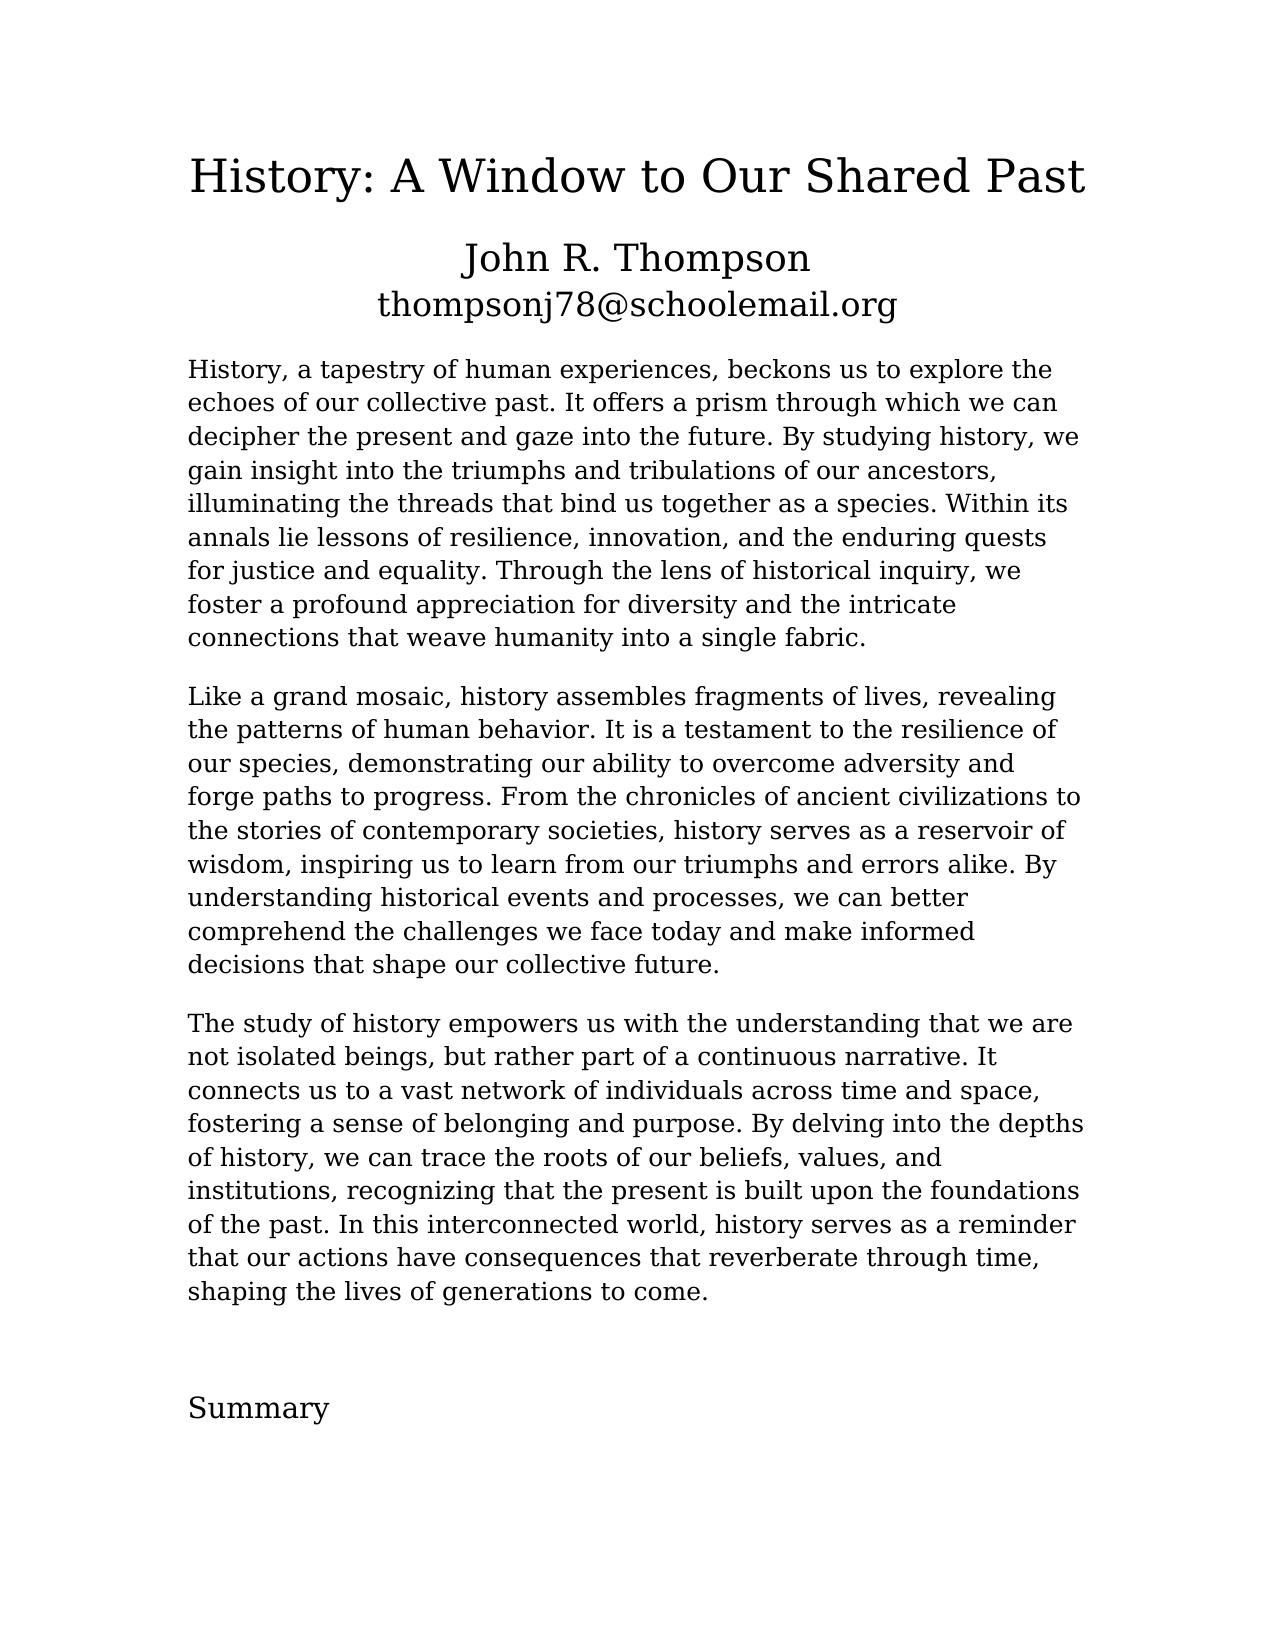 History: A Window to Our Shared Past
John R. Thompson
thompsonj78@schoolemail.org
History, a tapestry of human experiences, beckons us to explore the
echoes of our collective past. It offers a prism through which we can
decipher the present and gaze into the future. By studying history, we
gain insight into the triumphs and tribulations of our ancestors,
illuminating the threads that bind us together as a species. Within its
annals lie lessons of resilience, innovation, and the enduring quests
for justice and equality. Through the lens of historical inquiry, we
foster a profound appreciation for diversity and the intricate
connections that weave humanity into a single fabric.
Like a grand mosaic, history assembles fragments of lives, revealing
the patterns of human behavior. It is a testament to the resilience of
our species, demonstrating our ability to overcome adversity and
forge paths to progress. From the chronicles of ancient civilizations to
the stories of contemporary societies, history serves as a reservoir of
wisdom, inspiring us to learn from our triumphs and errors alike. By
understanding historical events and processes, we can better
comprehend the challenges we face today and make informed
decisions that shape our collective future.
The study of history empowers us with the understanding that we are
not isolated beings, but rather part of a continuous narrative. It
connects us to a vast network of individuals across time and space,
fostering a sense of belonging and purpose. By delving into the depths
of history, we can trace the roots of our beliefs, values, and
institutions, recognizing that the present is built upon the foundations
of the past. In this interconnected world, history serves as a reminder
that our actions have consequences that reverberate through time,
shaping the lives of generations to come.
Summary